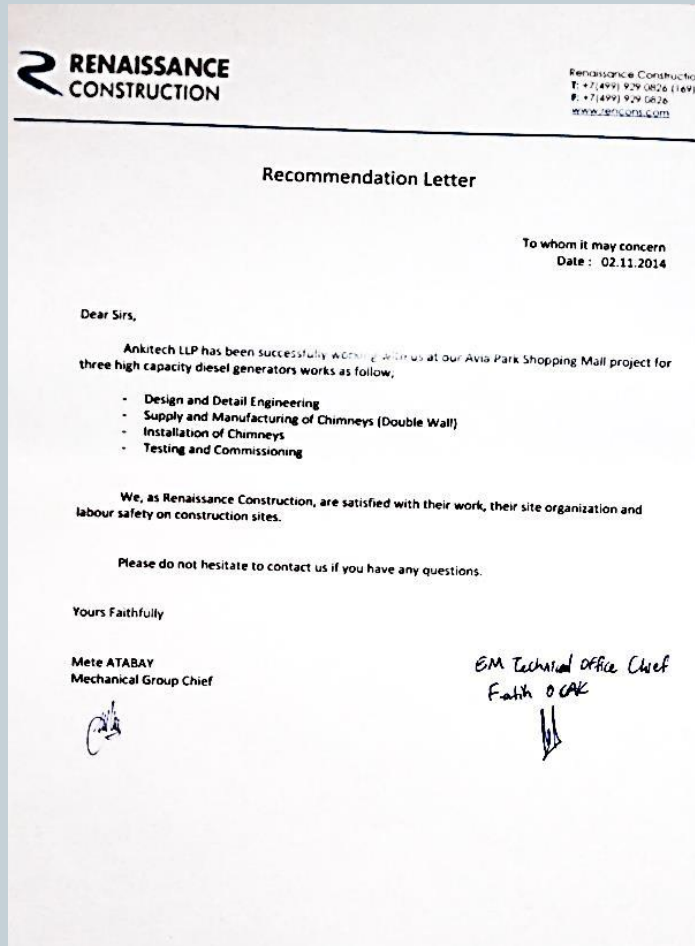 RENAISSANCE
CONSTRUCTION
Renaissance Constructio
T: +7(499) 929 0826 (169)
F: +7(499) 929 0826
www.rencons.com
Recommendation Letter
To whom it may concern
Date : 02.11.2014
Dear Sirs,
Ankitech LLP has been successfully working with us at our Avia Park Shopping Mall project for
three high capacity diesel generators works as follow;
- Design and Detail Engineering
- Supply and Manufacturing of Chimneys (Double Wall)
- Installation of Chimneys
- Testing and Commissioning
We, as Renaissance Construction, are satisfied with their work, their site organization and
labour safety on construction sites.
Please do not hesitate to contact us if you have any questions.
Yours Faithfully
Mete ATABAY
Mechanical Group Chief
EM Technical Office Chief
Fatih OCAK